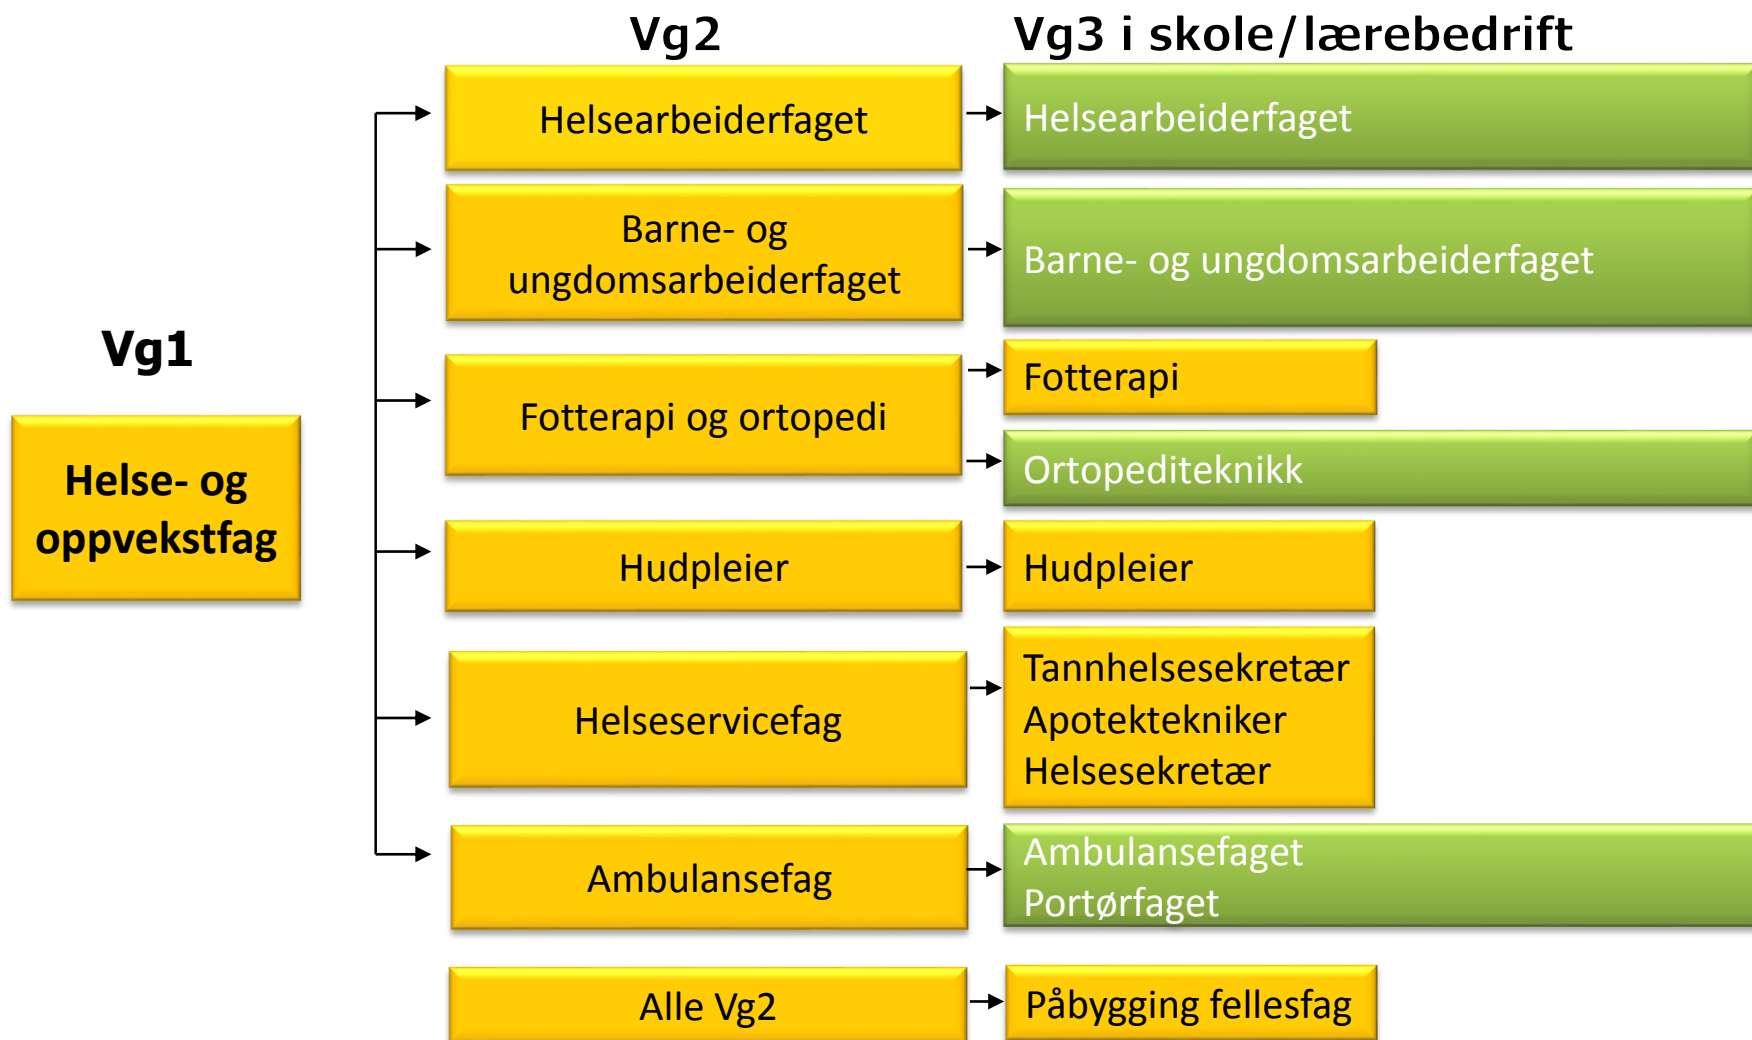 Vg2
Vg3 i skole/lærebedrift
Helsearbeiderfaget
Helsearbeiderfaget
Barne- og
ungdomsarbeiderfaget
Barne- og ungdomsarbeiderfaget
Vg1
Helse- og
oppvekstfag
Fotterapi og ortopedi
Fotterapi
Ortopediteknikk
Hudpleier
Hudpleier
Helseservicefag
Tannhelsesekretær
Apotektekniker
Helsesekretær
Ambulansefag
Ambulansefaget
Portørfaget
Alle Vg2
Påbygging fellesfag